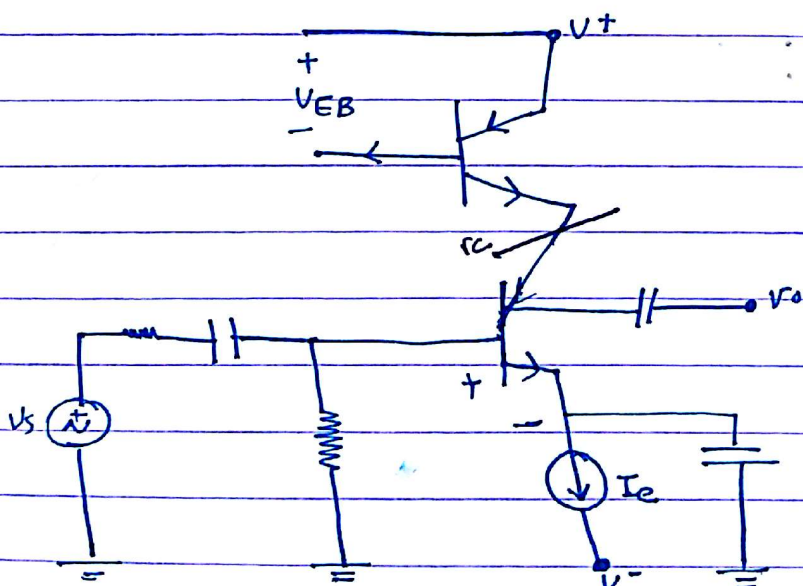 V+
+
VEB
-
rc
Vo
Vs
+
+
-
Ie
V-